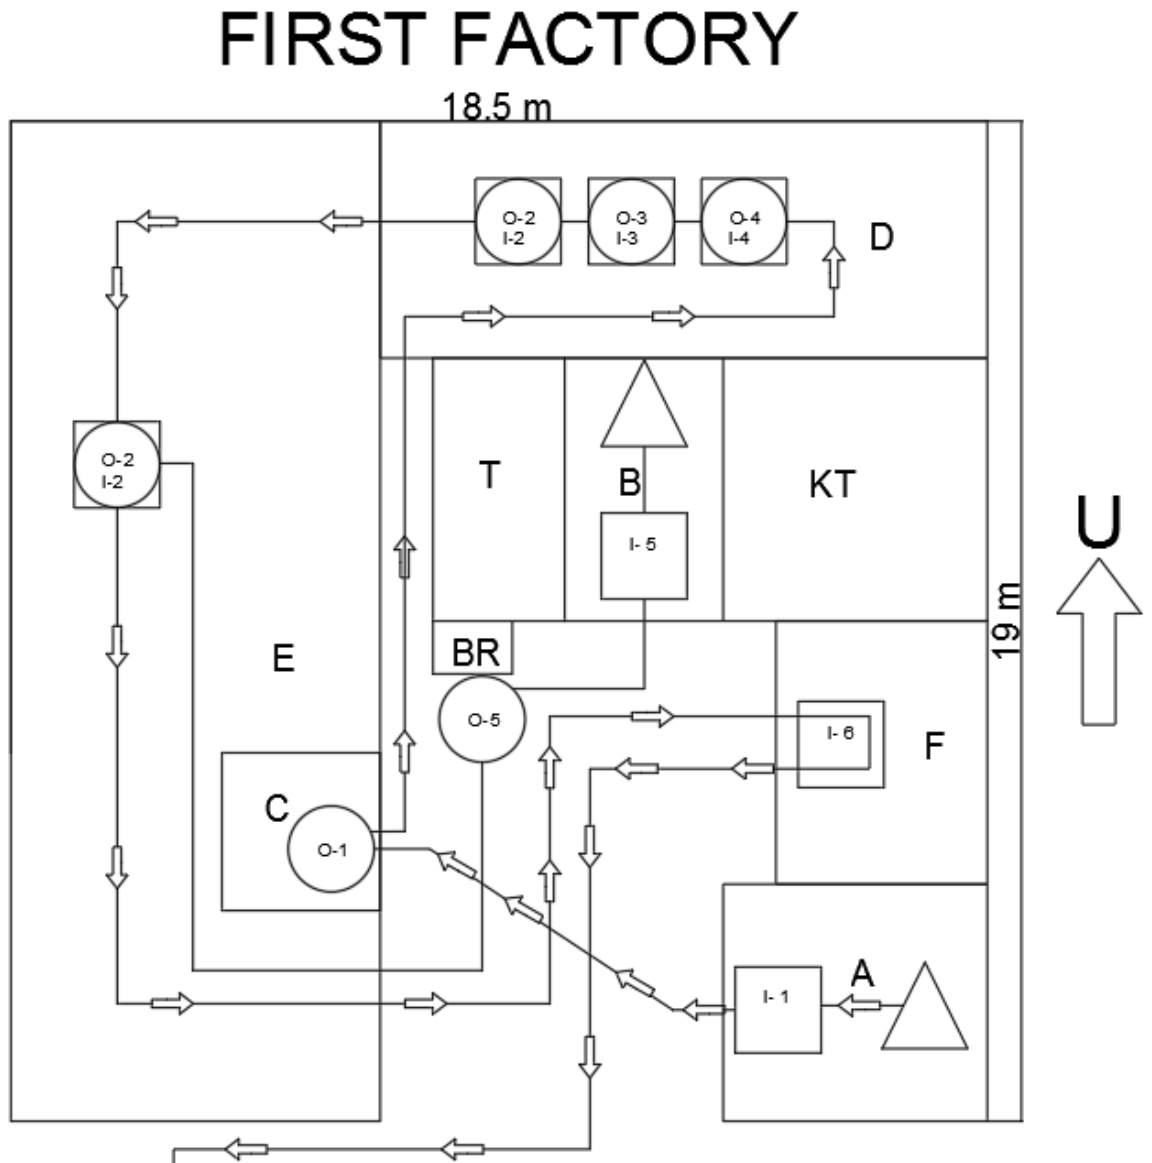 FIRST FACTORY
18.5 m
O-2
I-2
O-3
I-3
O-4
I-4
D
O-2
I-2
T
B
KT
I- 5
U
19 m
E
BR
O-5
I- 6
F
C
O-1
A
I- 1